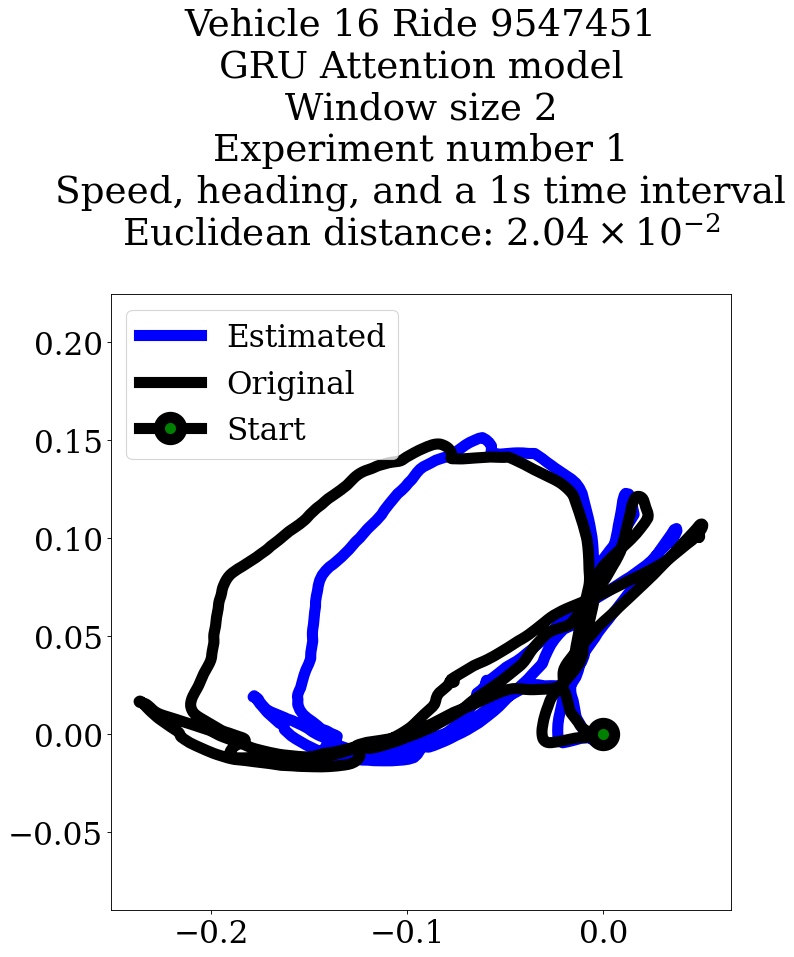 Vehicle 16 Ride 9547451
GRU Attention model
Window size 2
Experiment number 1
Speed, heading, and a 1s time interval
Euclidean distance: 2.04 × 10⁻²
Estimated
Original
Start
0.20
0.15
0.10
0.05
0.00
−0.05
−0.2
−0.1
0.0